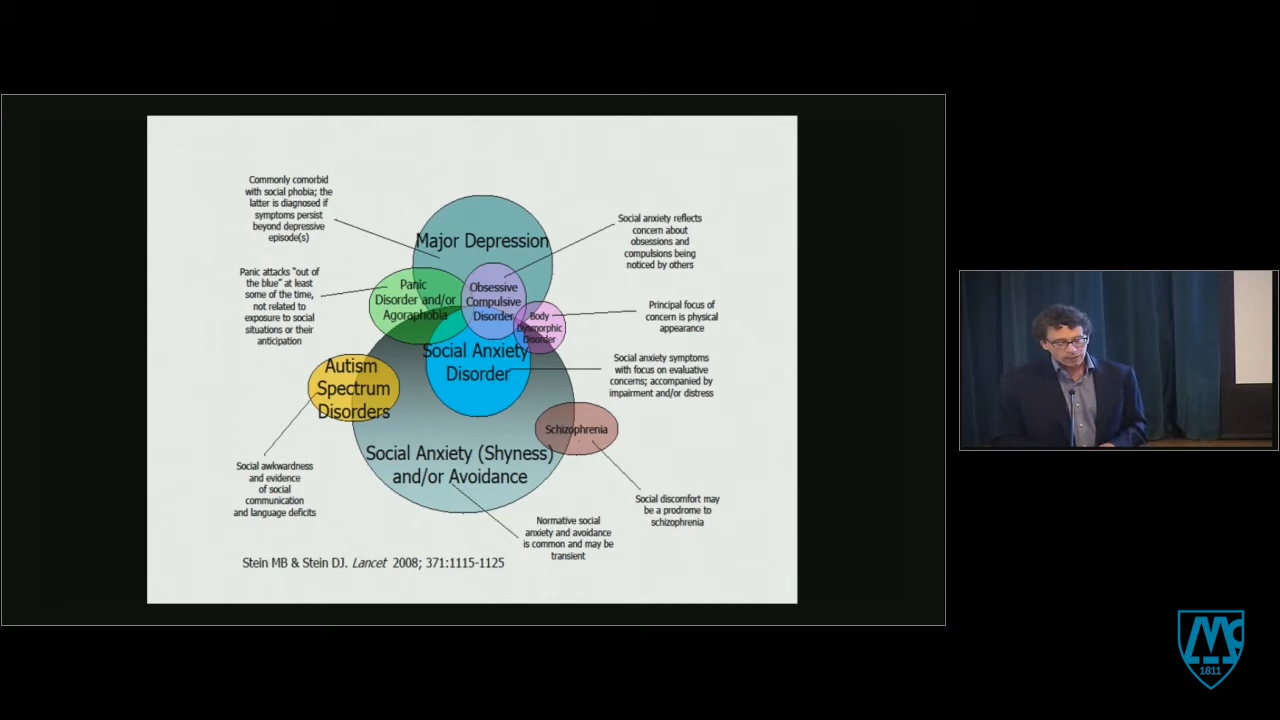 Commonly comorbid
with social phobia; the
latter is diagnosed if
symptoms persist
beyond depressive
episode(s)
Major Depression
Social anxiety reflects
concern about
obsessions and
compulsions being
noticed by others
Panic attacks "out of
the blue" at least
some of the time,
not related to
exposure to social
situations or their
anticipation
Panic
Disorder and/or
Agoraphobia
Obsessive
Compulsive
Disorder
Body
Dysmorphic
Disorder
Principal focus of
concern is physical
appearance
Social Anxiety
Disorder
Social anxiety symptoms
with focus on evaluative
concerns; accompanied by
impairment and/or distress
Autism
Spectrum
Disorders
Schizophrenia
Social Anxiety (Shyness)
and/or Avoidance
Social awkwardness
and evidence
of social
communication
and language deficits
Social discomfort may
be a prodrome to
schizophrenia
Normative social
anxiety and avoidance
is common and may be
transient
Stein MB & Stein DJ. Lancet 2008; 371:1115-1125
Mc
1811